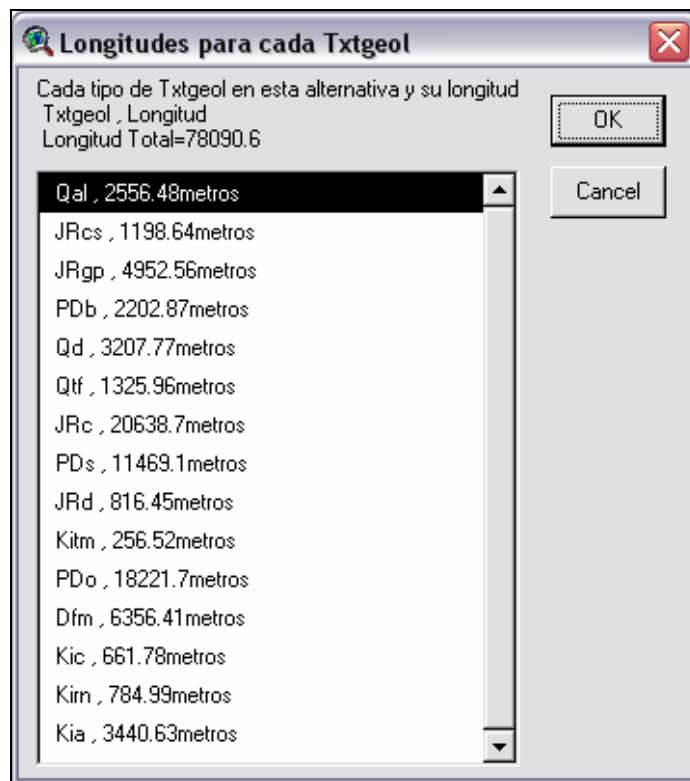 Longitudes para cada Txtgeol
Cada tipo de Txtgeol en esta alternativa y su longitud
Txtgeol , Longitud
Longitud Total=78090.6
OK
Cancel
Qal , 2556.48metros
JRcs , 1198.64metros
JRgp , 4952.56metros
PDb , 2202.87metros
Qd , 3207.77metros
Qtf , 1325.96metros
JRc , 20638.7metros
PDs , 11469.1metros
JRd , 816.45metros
Kitm , 256.52metros
PDo , 18221.7metros
Dfm , 6356.41metros
Kic , 661.78metros
Kirn , 784.99metros
Kia , 3440.63metros